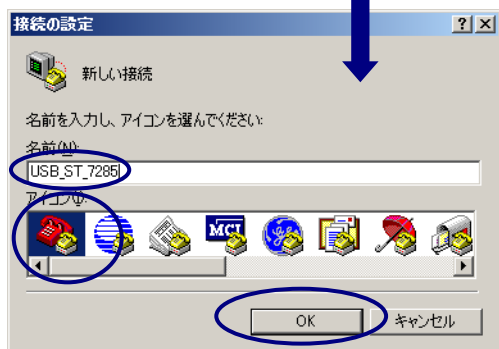 接続の設定
新しい接続
名前を入力し、アイコンを選んでください:
名前(N):
USB_ST_7285
アイコン(I):
MCI
OK
キャンセル